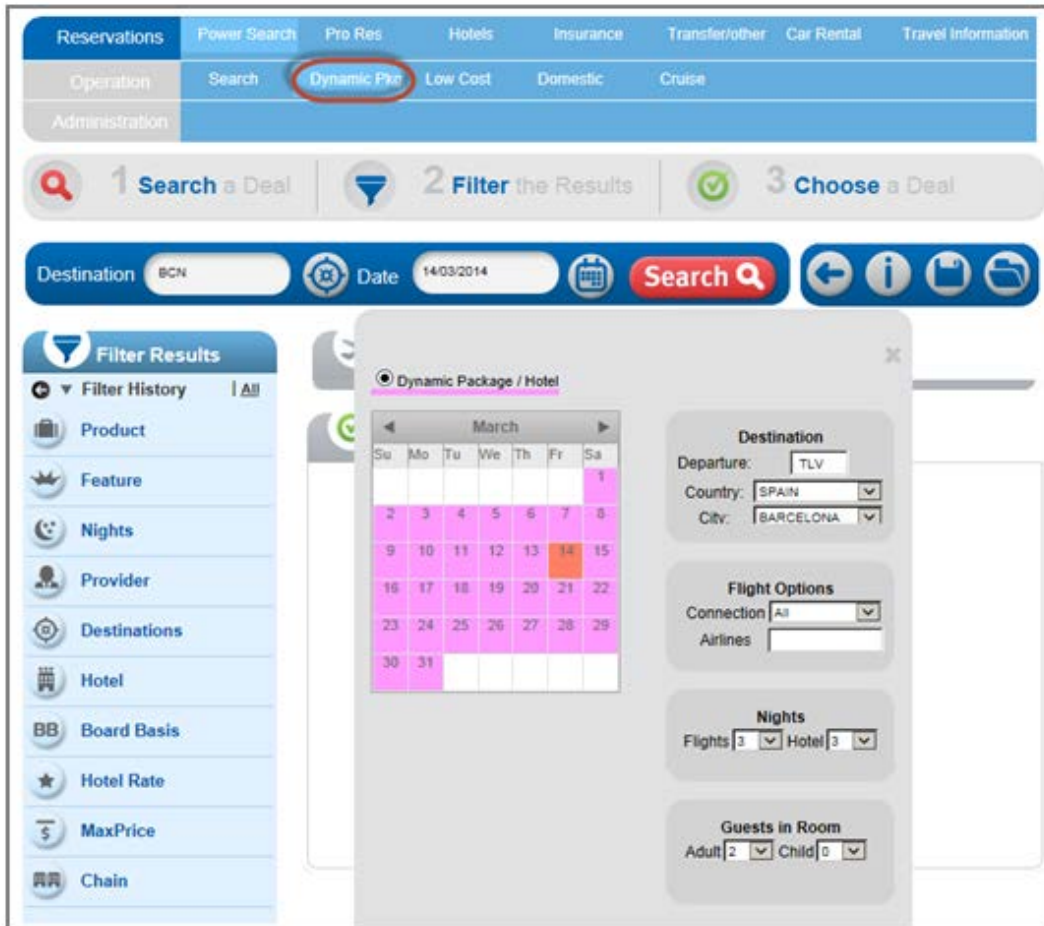 Reservations Power Search Pro Res Hotels Insurance Transfer/other Car Rental Travel Information
Operation Search Dynamic Pkg Low Cost Domestic Cruise
Administration
1 Search a Deal 2 Filter the Results 3 Choose a Deal
Destination BCN Date 14/03/2014 Search
Filter Results
Filter History | All
Product
Feature
Nights
Provider
Destinations
Hotel
BB Board Basis
Hotel Rate
$ MaxPrice
Chain
Dynamic Package / Hotel
March
Su Mo Tu We Th Fr Sa
1
2 3 4 5 6 7 8
9 10 11 12 13 14 15
16 17 18 19 20 21 22
23 24 25 26 27 28 29
30 31
Destination
Departure: TLV
Country: SPAIN
City: BARCELONA
Flight Options
Connection All
Airlines
Nights
Flights 3 Hotel 3
Guests in Room
Adult 2 Child 0